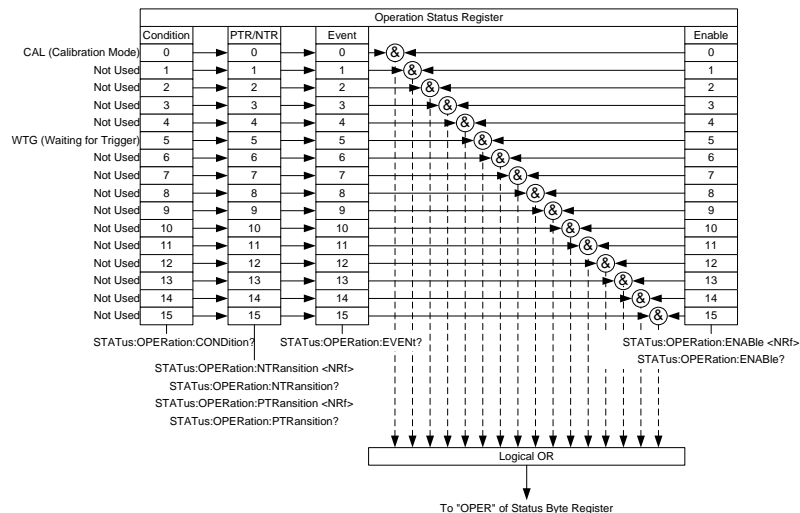 Operation Status Register
Condition PTR/NTR Event Enable
CAL (Calibration Mode) 0 0 0 & 0
Not Used 1 1 1 & 1
Not Used 2 2 2 & 2
Not Used 3 3 3 & 3
Not Used 4 4 4 & 4
WTG (Waiting for Trigger) 5 5 5 & 5
Not Used 6 6 6 & 6
Not Used 7 7 7 & 7
Not Used 8 8 8 & 8
Not Used 9 9 9 & 9
Not Used 10 10 10 & 10
Not Used 11 11 11 & 11
Not Used 12 12 12 & 12
Not Used 13 13 13 & 13
Not Used 14 14 14 & 14
Not Used 15 15 15 & 15
STATus:OPERation:CONDition? STATus:OPERation:EVENt? STATus:OPERation:ENABle <NRf>
STATus:OPERation:ENABle?
STATus:OPERation:NTRansition <NRf>
STATus:OPERation:NTRansition?
STATus:OPERation:PTRansition <NRf>
STATus:OPERation:PTRansition?
Logical OR
To "OPER" of Status Byte Register